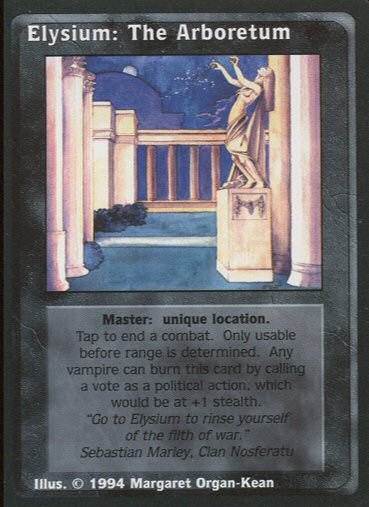 Elysium: The Arboretum
Master: unique location.
Tap to end a combat. Only usable
before range is determined. Any
vampire can burn this card by calling
a vote as a political action, which
would be at +1 stealth.
"Go to Elysium to rinse yourself
of the filth of war."
Sebastian Marley, Clan Nosferatu
Illus. © 1994 Margaret Organ-Kean